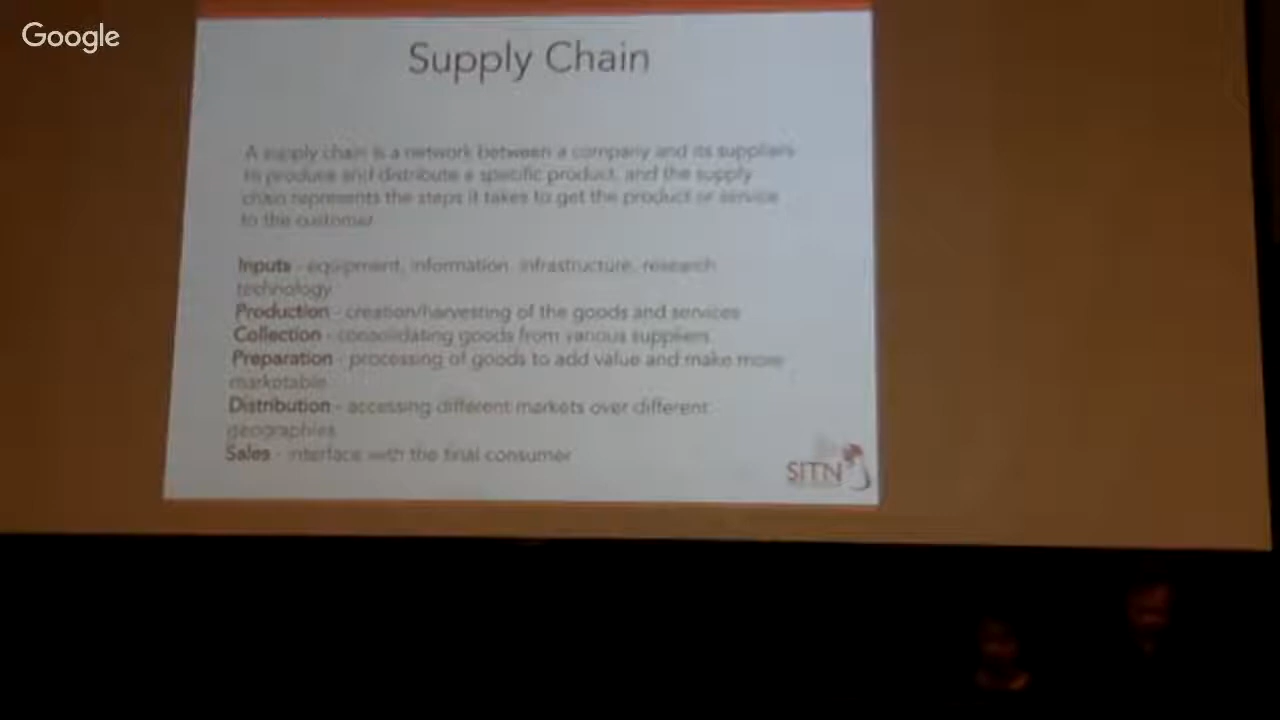 Google
Supply Chain
A supply chain is a network between a company and its suppliers
to produce and distribute a specific product, and the supply
chain represents the steps it takes to get the product or service
to the customer.
Inputs - equipment, information, infrastructure, research
technology
Production - creation/harvesting of the goods and services
Collection - consolidating goods from various suppliers
Preparation - processing of goods to add value and make more
marketable
Distribution - accessing different markets over different
geographies
Sales - interface with the final consumer
SITN